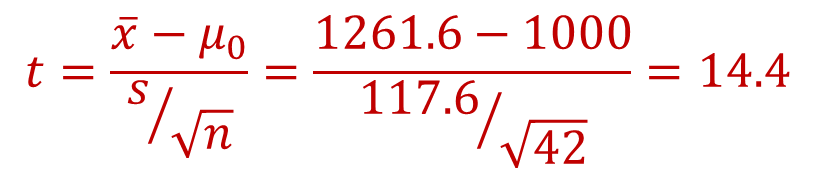 t = x̄ − μ₀ / s/√n = 1261.6 − 1000 / 117.6/√42 = 14.4